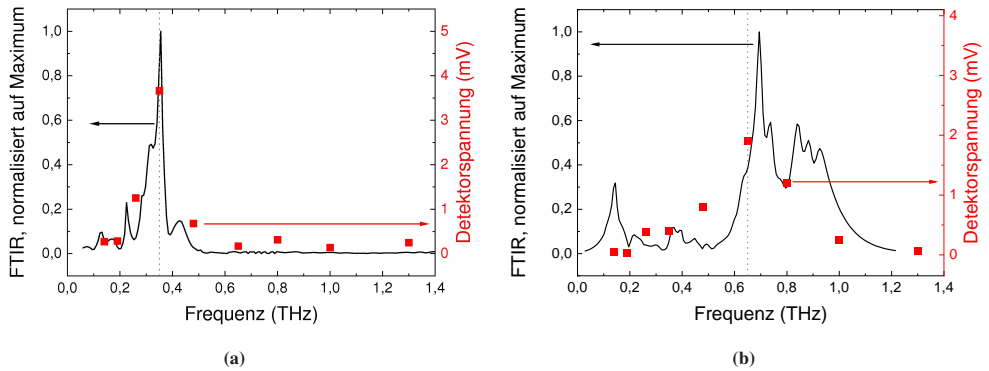 FTIR, normalisiert auf Maximum
1,0
0,8
0,6
0,4
0,2
0,0
0,0 0,2 0,4 0,6 0,8 1,0 1,2 1,4
Frequenz (THz)
5
4
3
2
1
0
Detektorspannung (mV)
(a)
FTIR, normalisiert auf Maximum
1,0
0,8
0,6
0,4
0,2
0,0
0,0 0,2 0,4 0,6 0,8 1,0 1,2 1,4
Frequenz (THz)
4
3
2
1
0
Detektorspannung (mV)
(b)